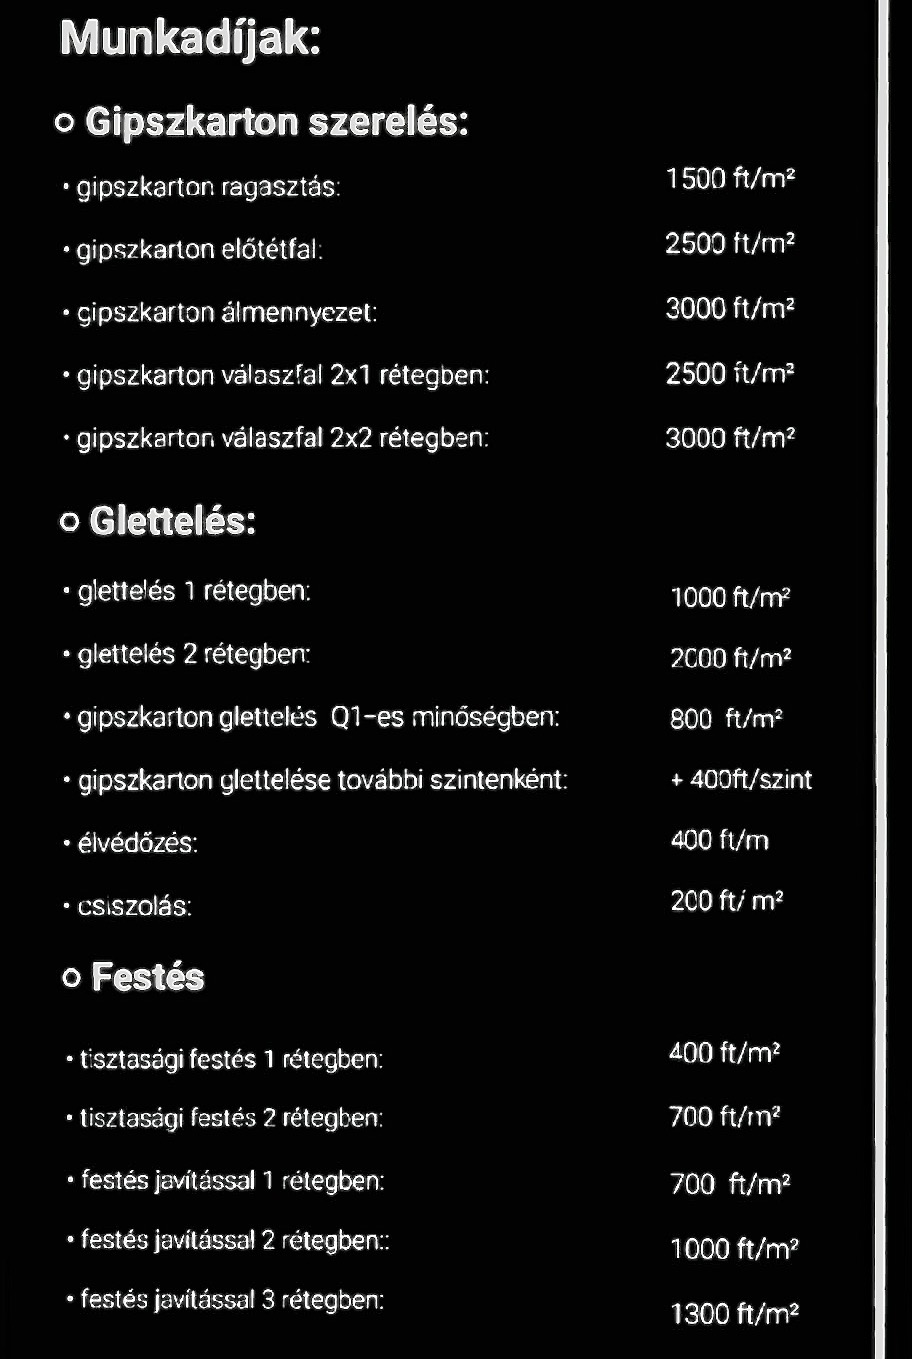 Munkadíjak:
o Gipszkarton szerelés:
• gipszkarton ragasztás: 1500 ft/m²
• gipszkarton előtétfal: 2500 ft/m²
• gipszkarton álmennyezet: 3000 ft/m²
• gipszkarton válaszfal 2x1 rétegben: 2500 ft/m²
• gipszkarton válaszfal 2x2 rétegben: 3000 ft/m²
o Glettelés:
• glettelés 1 rétegben: 1000 ft/m²
• glettelés 2 rétegben: 2000 ft/m²
• gipszkarton glettelés Q1-es minőségben: 800 ft/m²
• gipszkarton glettelése további szintenként: + 400ft/szint
• élvédőzés: 400 ft/m
• csiszolás: 200 ft/ m²
o Festés
• tisztasági festés 1 rétegben: 400 ft/m²
• tisztasági festés 2 rétegben: 700 ft/m²
• festés javítással 1 rétegben: 700 ft/m²
• festés javítással 2 rétegben:: 1000 ft/m²
• festés javítással 3 rétegben: 1300 ft/m²